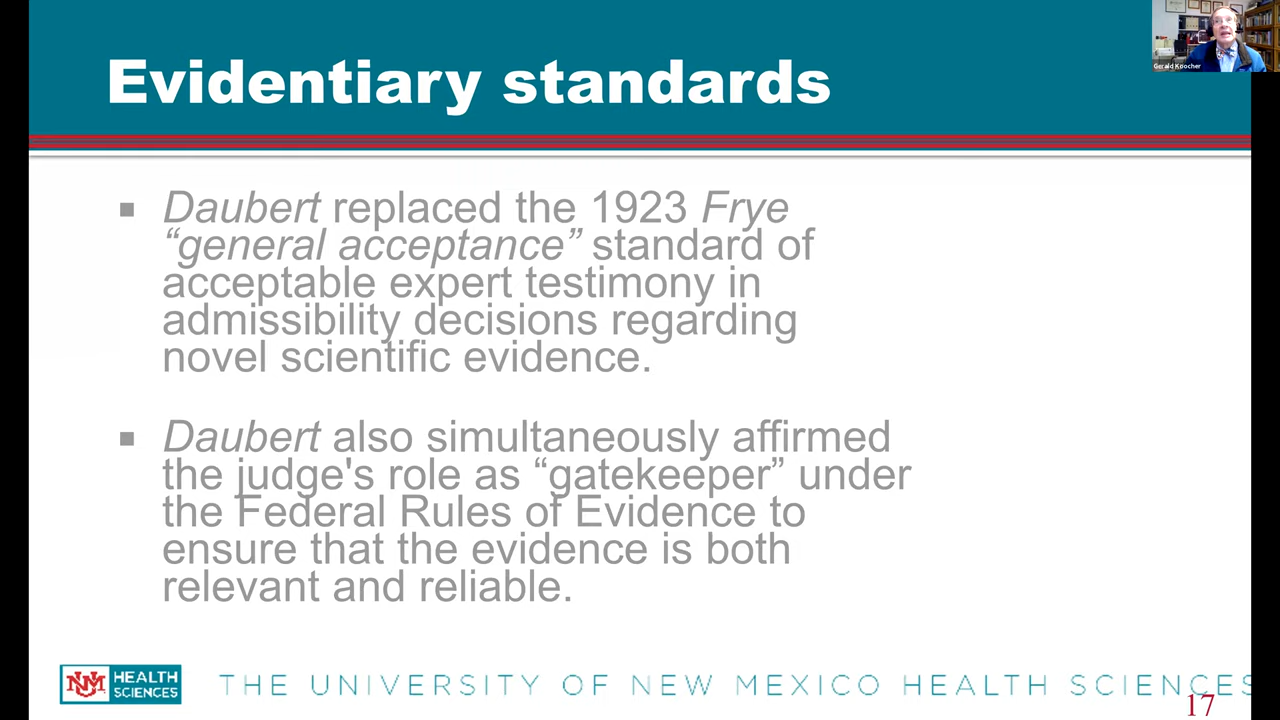 Evidentiary standards
Gerald Koocher
▪ Daubert replaced the 1923 Frye
“general acceptance” standard of
acceptable expert testimony in
admissibility decisions regarding
novel scientific evidence.
▪ Daubert also simultaneously affirmed
the judge's role as “gatekeeper” under
the Federal Rules of Evidence to
ensure that the evidence is both
relevant and reliable.
UNM HEALTH
SCIENCES
THE UNIVERSITY OF NEW MEXICO HEALTH SCIENCES
17